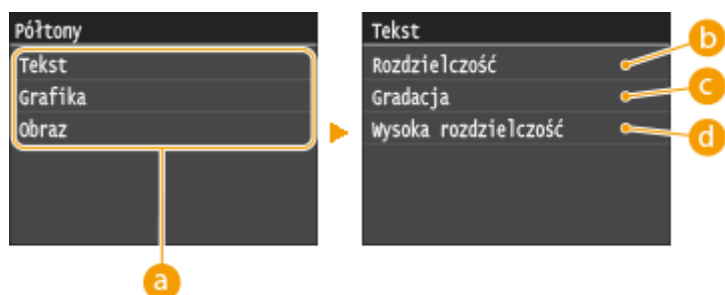 Półtony
Tekst
Grafika
Obraz
a
Tekst
Rozdzielczość
b
Gradacja
c
Wysoka rozdzielczość
d